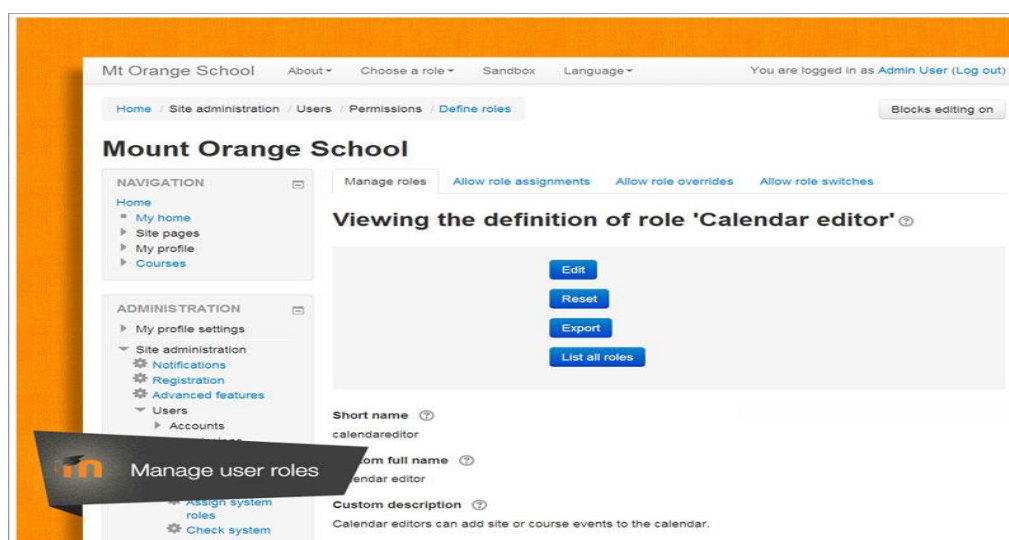 Mt Orange School About Choose a role Sandbox Language You are logged in as Admin User (Log out)
Home / Site administration / Users / Permissions / Define roles Blocks editing on
Mount Orange School
NAVIGATION
Home
My home
Site pages
My profile
Courses
ADMINISTRATION
My profile settings
Site administration
Notifications
Registration
Advanced features
Users
Accounts
Manage user roles
Assign system
roles
Check system
Manage roles Allow role assignments Allow role overrides Allow role switches
Viewing the definition of role 'Calendar editor'
Edit
Reset
Export
List all roles
Short name
calendareditor
full name
editor
Custom description
Calendar editors can add site or course events to the calendar.